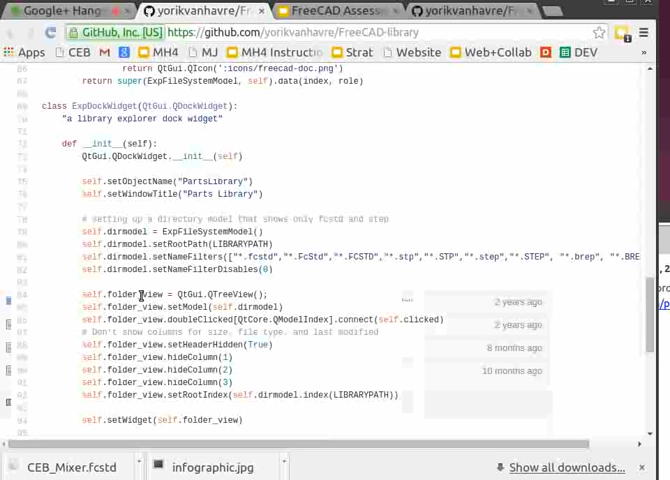 Google+ Hang
yorikvanhavre/Fr
FreeCAD Assess
yorikvanhavre/Fr
GitHub, Inc. [US] https://github.com/yorikvanhavre/FreeCAD-library
Apps CEB MH4 MH4 Instructio Strat Website Web+Collab DEV
86 return QtGui.QIcon(':icons/freecad-doc.png')
87 return super(ExpFileSystemModel, self).data(index, role)
69 class ExpDockWidget(QtGui.QDockWidget):
70 "a library explorer dock widget"
71
72 def __init__(self):
QtGui.QDockWidget.__init__(self)
self.setObjectName("PartsLibrary")
self.setWindowTitle("Parts Library")
# setting up a directory model that shows only fcstd and step
self.dirmodel = ExpFileSystemModel()
self.dirmodel.setRootPath(LIBRARYPATH)
self.dirmodel.setNameFilters(["*.fcstd","*.FcStd","*.FCSTD","*.stp","*.STP","*.step","*.STEP", "*.brep", "*.BRE
self.dirmodel.setNameFilterDisables(0)
self.folder_view = QtGui.QTreeView();
self.folder_view.setModel(self.dirmodel)
self.folder_view.doubleClicked[QtCore.QModelIndex].connect(self.clicked)
# Don't show columns for size, file type, and last modified
self.folder_view.setHeaderHidden(True)
self.folder_view.hideColumn(1)
self.folder_view.hideColumn(2)
self.folder_view.hideColumn(3)
self.folder_view.setRootIndex(self.dirmodel.index(LIBRARYPATH))
self.setWidget(self.folder_view)
2 years ago
2 years ago
8 months ago
10 months ago
CEB_Mixer.fcstd
infographic.jpg
Show all downloads...